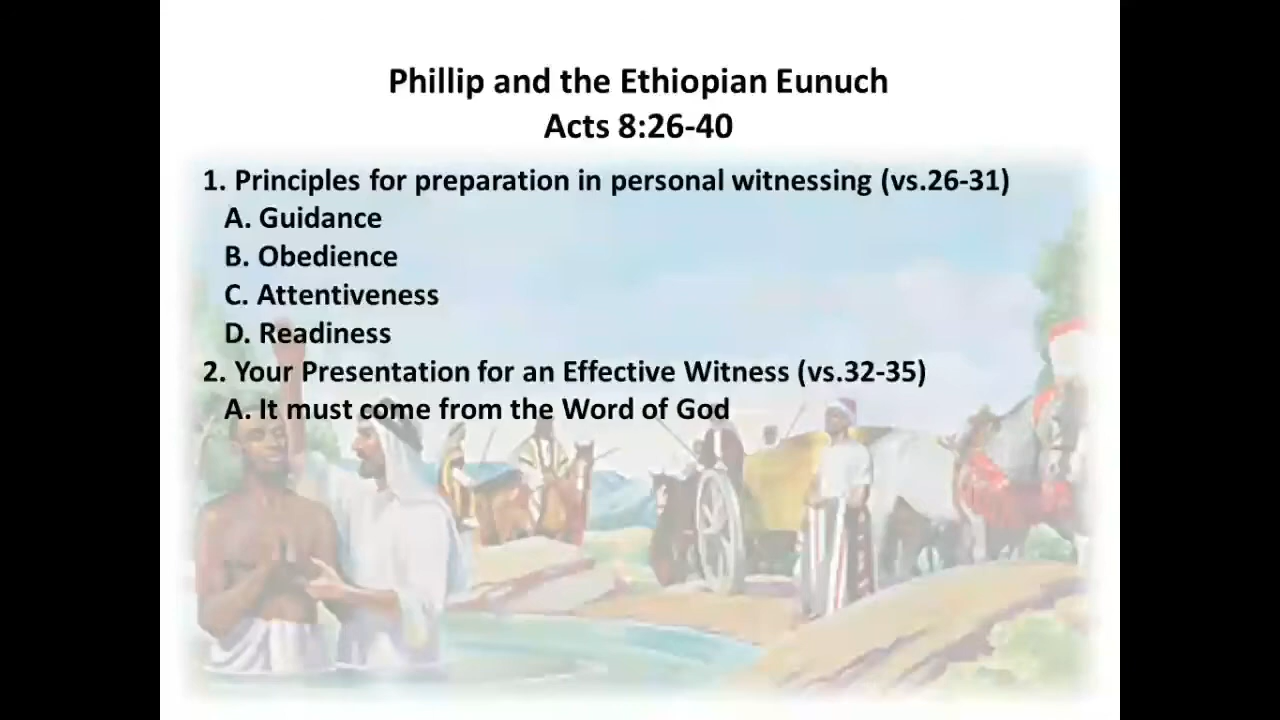 Phillip and the Ethiopian Eunuch
Acts 8:26-40
1. Principles for preparation in personal witnessing (vs.26-31)
A. Guidance
B. Obedience
C. Attentiveness
D. Readiness
2. Your Presentation for an Effective Witness (vs.32-35)
A. It must come from the Word of God